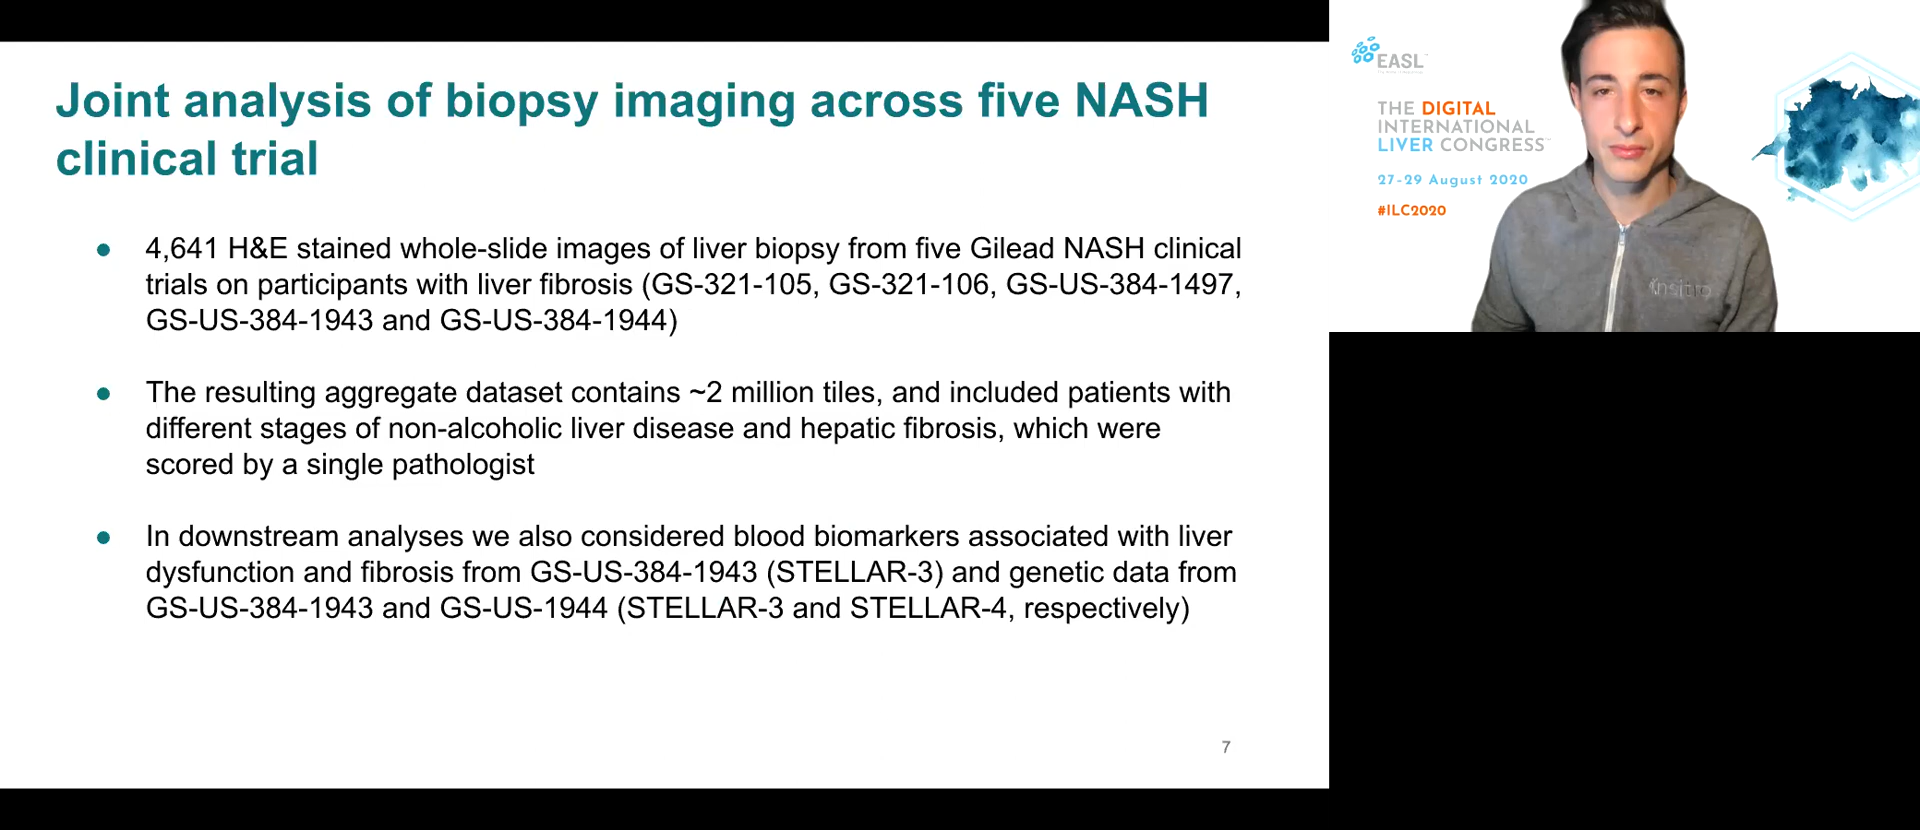 Joint analysis of biopsy imaging across five NASH
clinical trial
● 4,641 H&E stained whole-slide images of liver biopsy from five Gilead NASH clinical
trials on participants with liver fibrosis (GS-321-105, GS-321-106, GS-US-384-1497,
GS-US-384-1943 and GS-US-384-1944)
● The resulting aggregate dataset contains ~2 million tiles, and included patients with
different stages of non-alcoholic liver disease and hepatic fibrosis, which were
scored by a single pathologist
● In downstream analyses we also considered blood biomarkers associated with liver
dysfunction and fibrosis from GS-US-384-1943 (STELLAR-3) and genetic data from
GS-US-384-1943 and GS-US-1944 (STELLAR-3 and STELLAR-4, respectively)
7
EASL
THE DIGITAL
INTERNATIONAL
LIVER CONGRESS™
27-29 August 2020
#ILC2020
insitro